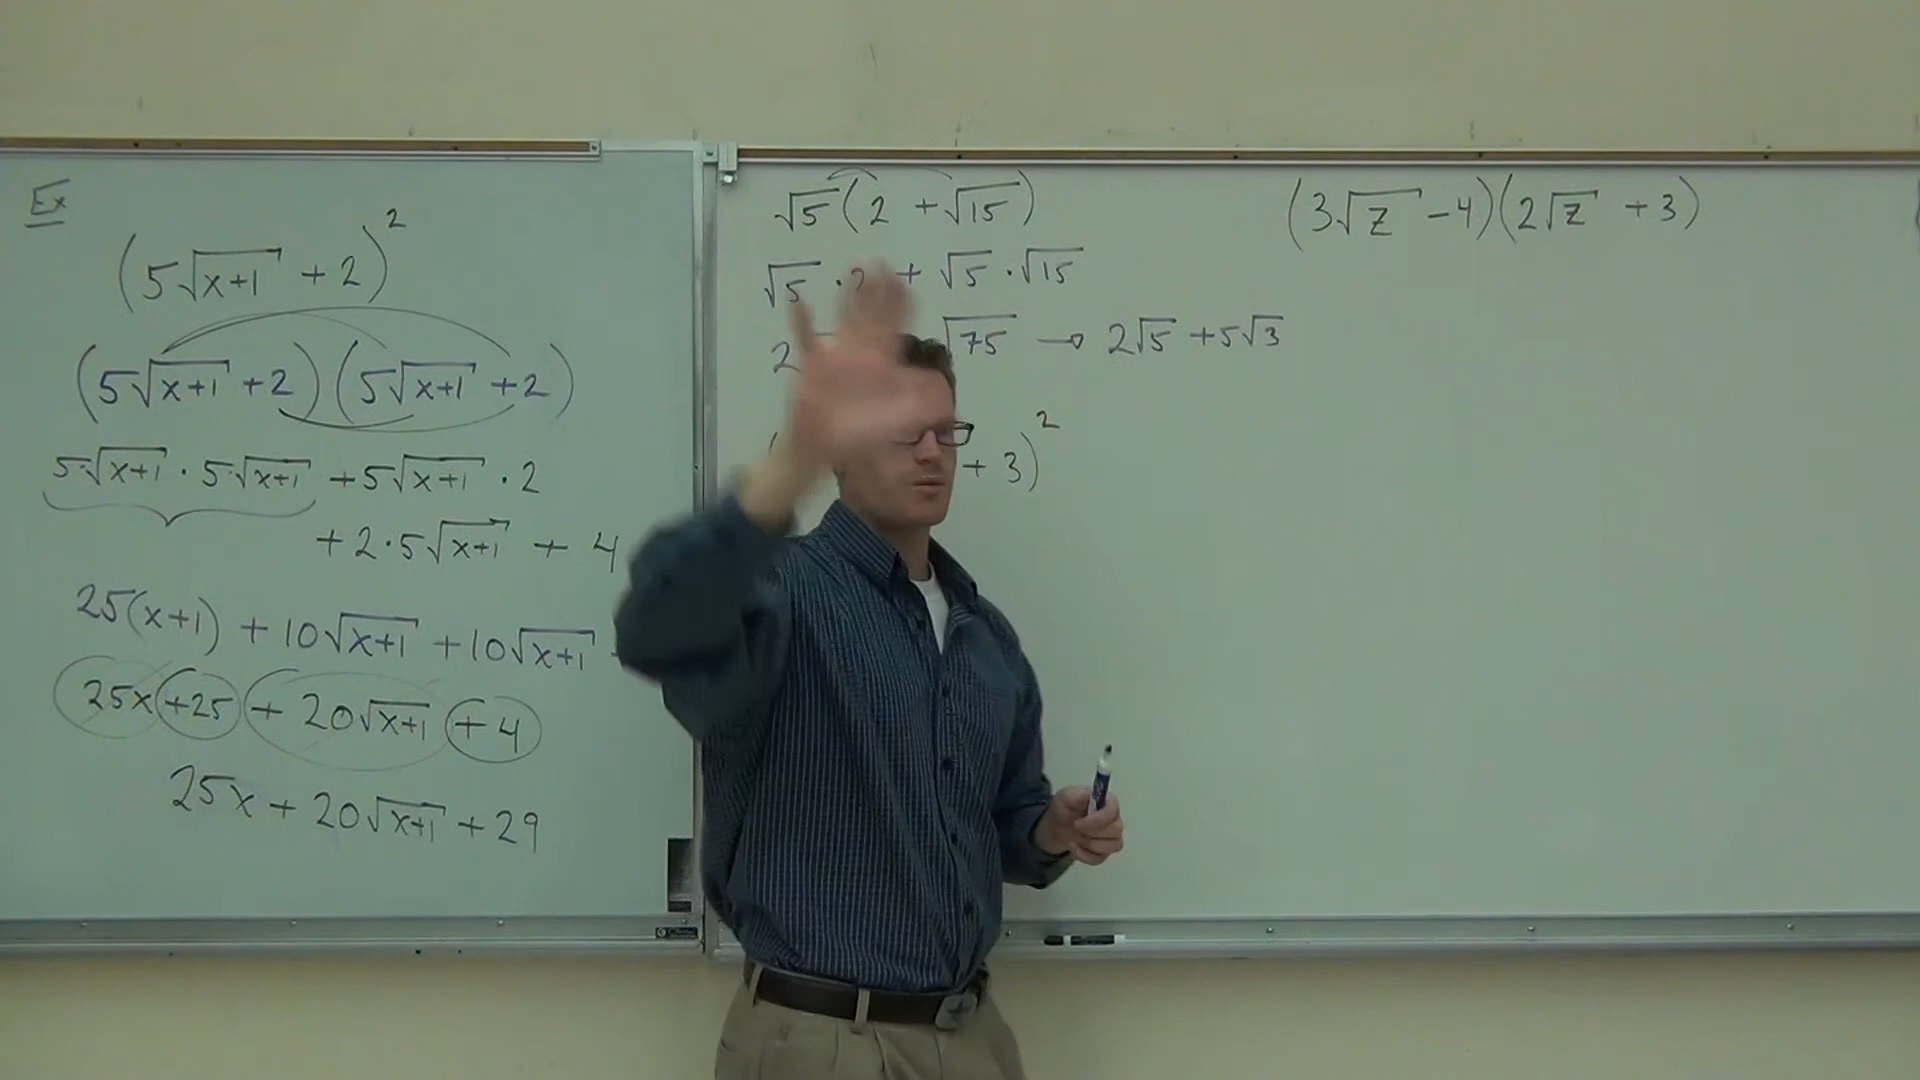 Ex
(5√x+1 + 2)²
(5√x+1 + 2)(5√x+1 + 2)
5·√x+1 · 5·√x+1 + 5√x+1 · 2
+ 2·5√x+1 + 4
25(x+1) + 10√x+1 + 10√x+1
25x + 25 + 20√x+1 + 4
25x + 20√x+1 + 29
√5(2 + √15)
√5 · 2 + √5 · √15
2 √75 → 2√5 + 5√3
( + 3)²
(3√z - 4)(2√z + 3)